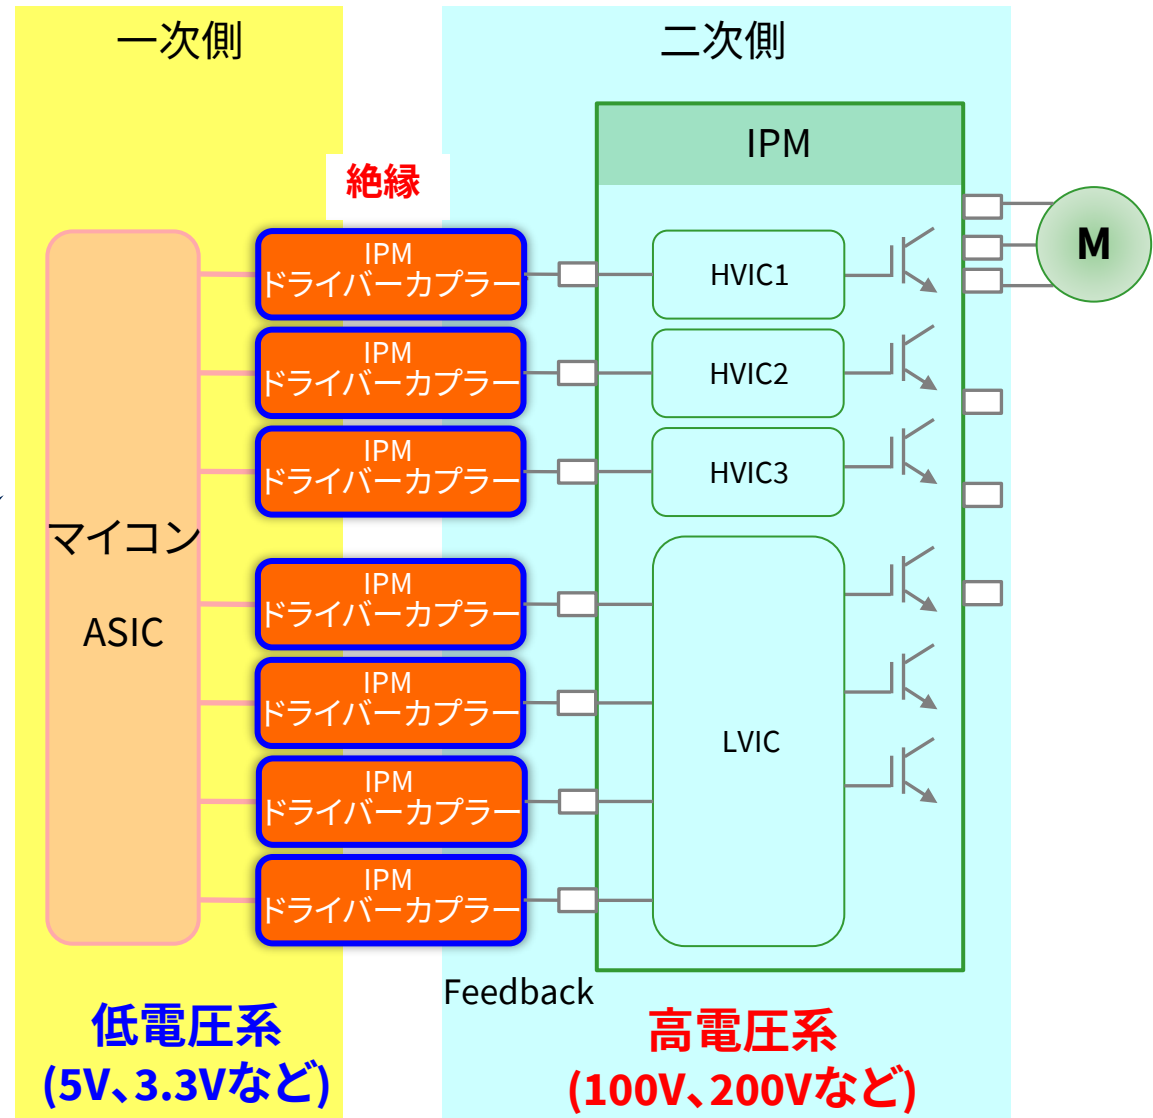 一次側
二次側
IPM
絶縁
M
IPM
ドライバーカプラー
HVIC1
IPM
ドライバーカプラー
HVIC2
IPM
ドライバーカプラー
HVIC3
マイコン
ASIC
IPM
ドライバーカプラー
IPM
ドライバーカプラー
LVIC
IPM
ドライバーカプラー
IPM
ドライバーカプラー
Feedback
低電圧系
(5V、3.3Vなど)
高電圧系
(100V、200Vなど)